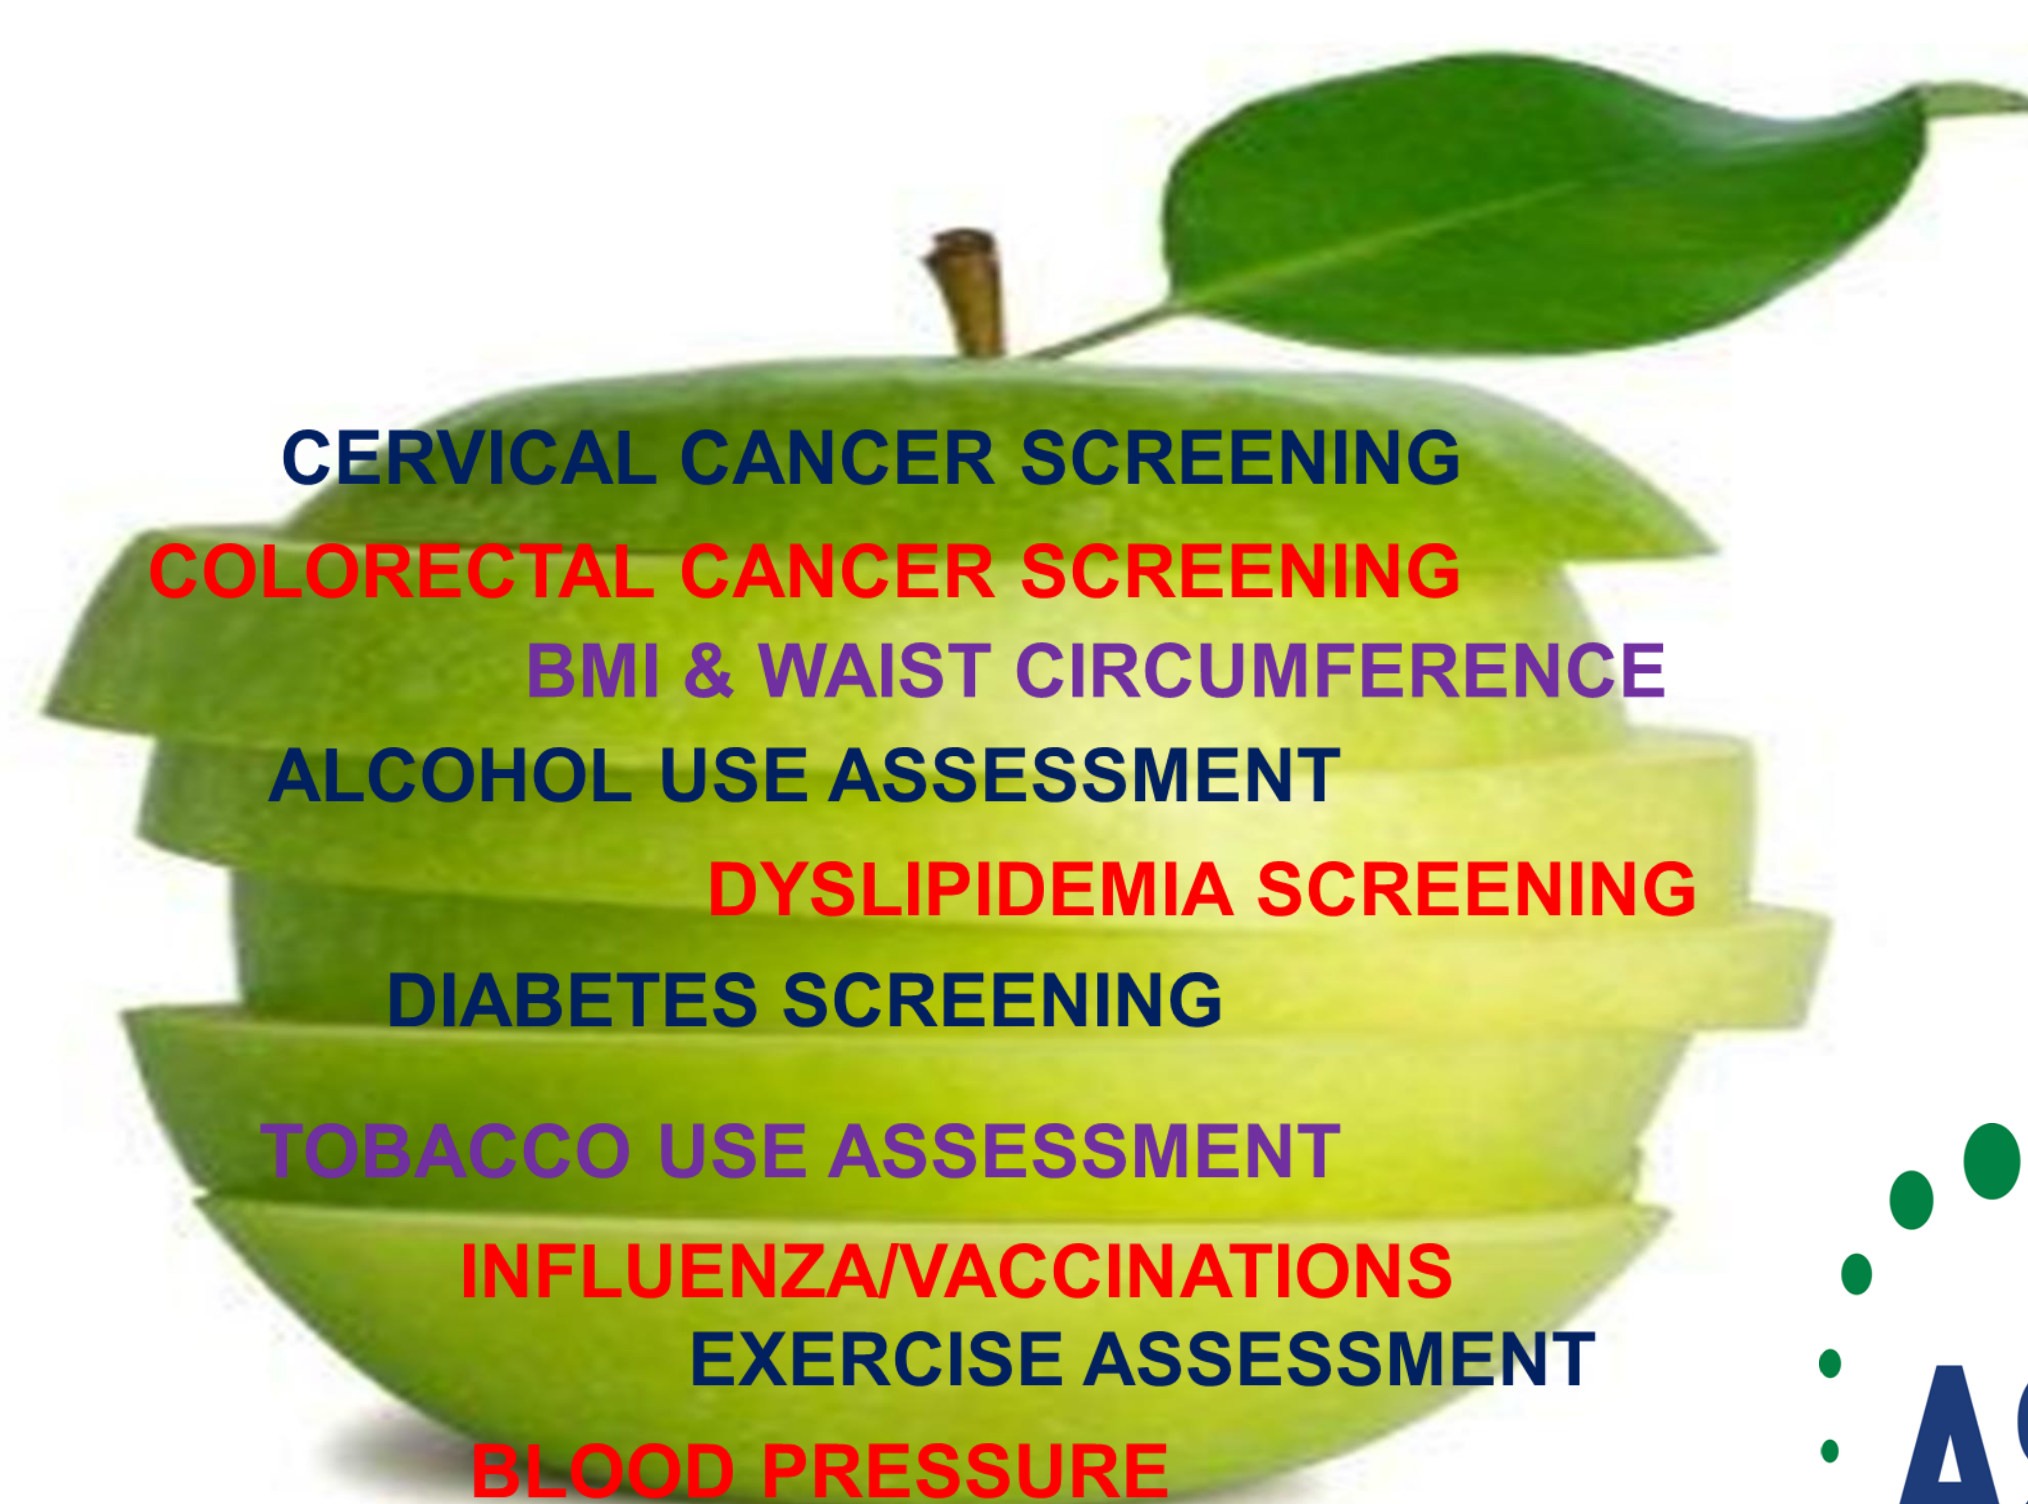 CERVICAL CANCER SCREENING
COLORECTAL CANCER SCREENING
BMI & WAIST CIRCUMFERENCE
ALCOHOL USE ASSESSMENT
DYSLIPIDEMIA SCREENING
DIABETES SCREENING
TOBACCO USE ASSESSMENT
INFLUENZA/VACCINATIONS
EXERCISE ASSESSMENT
BLOOD PRESSURE